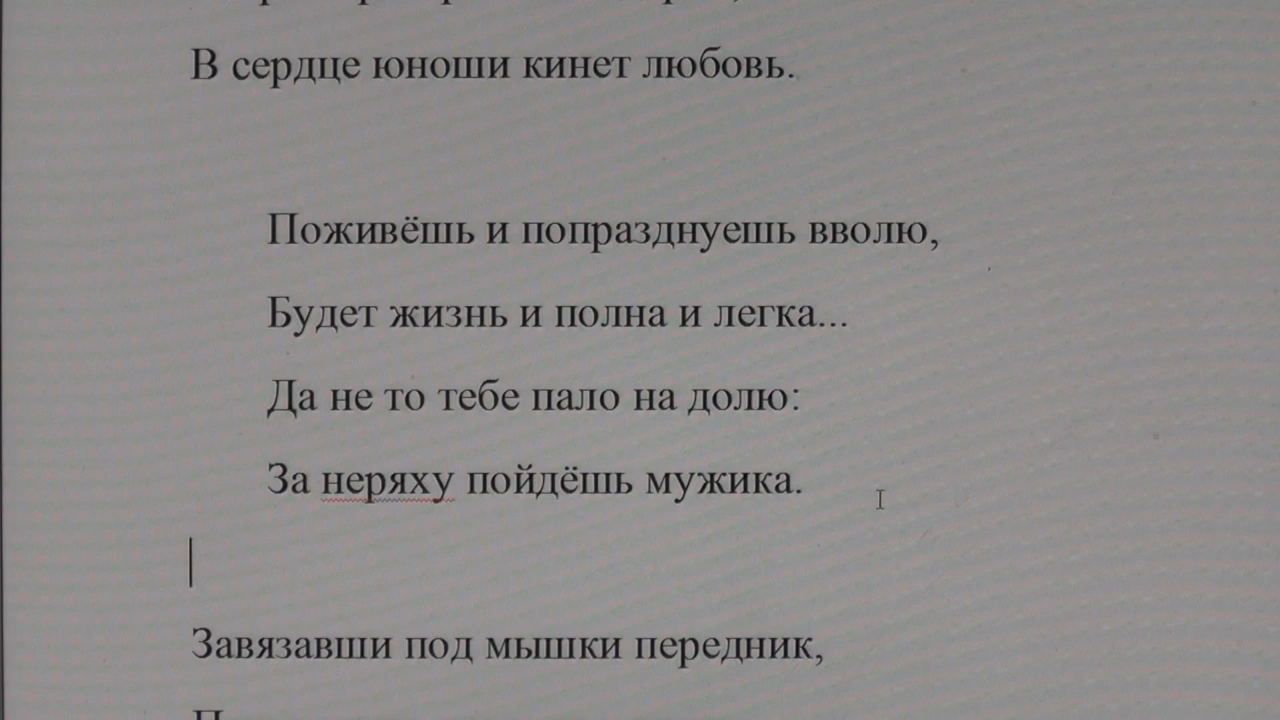 В сердце юноши кинет любовь.
Поживёшь и попразднуешь вволю,
Будет жизнь и полна и легка...
Да не то тебе пало на долю:
За неряху пойдёшь мужика.
Завязавши под мышки передник,